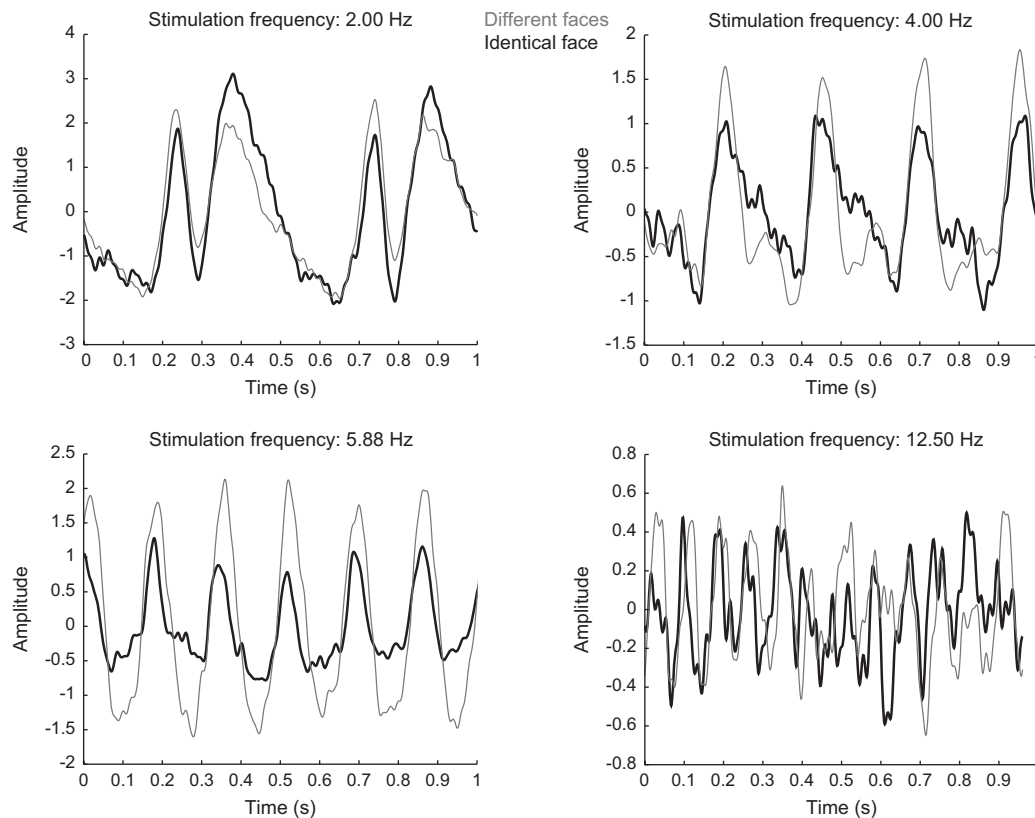 Stimulation frequency: 2.00 Hz
Different faces
Identical face
Amplitude
4
3
2
1
0
-1
-2
-3
0 0.1 0.2 0.3 0.4 0.5 0.6 0.7 0.8 0.9 1
Time (s)
Stimulation frequency: 4.00 Hz
Amplitude
2
1.5
1
0.5
0
-0.5
-1
-1.5
0 0.1 0.2 0.3 0.4 0.5 0.6 0.7 0.8 0.9 1
Time (s)
Stimulation frequency: 5.88 Hz
Amplitude
2.5
2
1.5
1
0.5
0
-0.5
-1
-1.5
-2
0 0.1 0.2 0.3 0.4 0.5 0.6 0.7 0.8 0.9 1
Time (s)
Stimulation frequency: 12.50 Hz
Amplitude
0.8
0.6
0.4
0.2
0
-0.2
-0.4
-0.6
-0.8
0 0.1 0.2 0.3 0.4 0.5 0.6 0.7 0.8 0.9 1
Time (s)